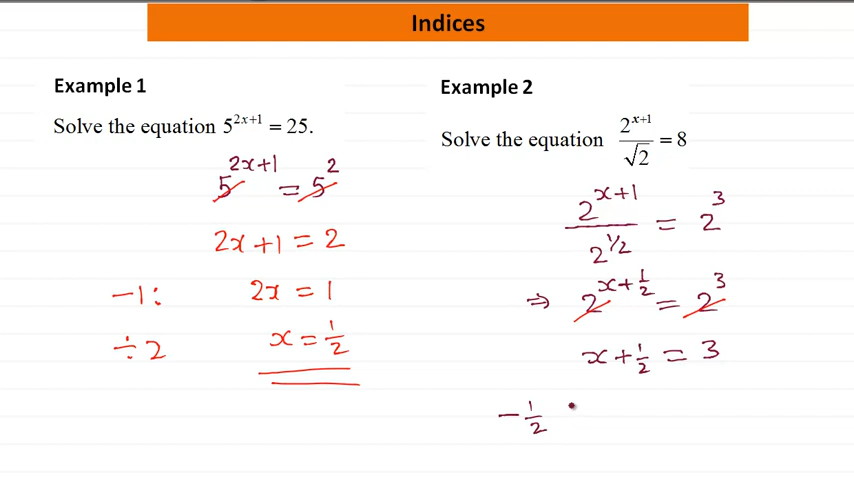 Indices
Example 1
Solve the equation 5^{2x+1} = 25.
5^{2x+1} = 5^2
2x+1 = 2
-1: 2x = 1
÷2 x = 1/2
Example 2
Solve the equation 2^{x+1}/√2 = 8
2^{x+1}/2^{1/2} = 2^3
⇒ 2^{x+1/2} = 2^3
x + 1/2 = 3
-1/2